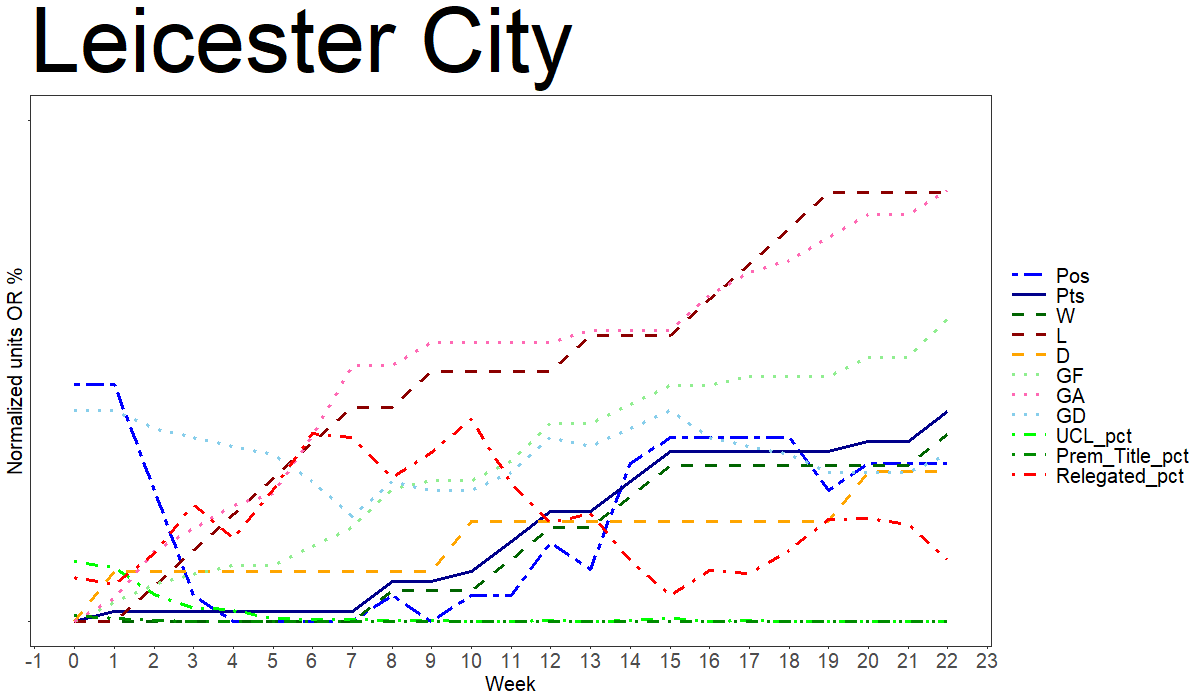 Leicester City
Normalized units OR %
Pos
Pts
W
L
D
GF
GA
GD
UCL_pct
Prem_Title_pct
Relegated_pct
-1 0 1 2 3 4 5 6 7 8 9 10 11 12 13 14 15 16 17 18 19 20 21 22 23
Week